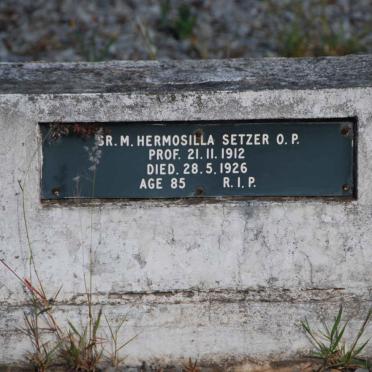 SR. M. HERMOSILLA SETZER O.P.
PROF. 21.11.1912
DIED. 28.5.1926
AGE 85 R.I.P.